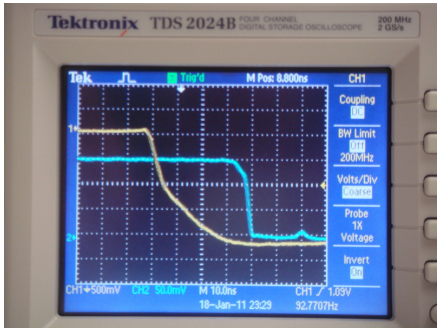 Tektronix TDS 2024B FOUR CHANNEL DIGITAL STORAGE OSCILLOSCOPE 200 MHz 2 GS/s
Tek Trig'd M Pos: 8.800ns CH1
Coupling
DC
BW Limit
Off
200MHz
Volts/Div
Coarse
Probe
1X
Voltage
Invert
On
1
2
CH1 500mV CH2 50.0mV M 10.0ns CH1 / 1.09V
18-Jan-11 23:29 92.7707Hz